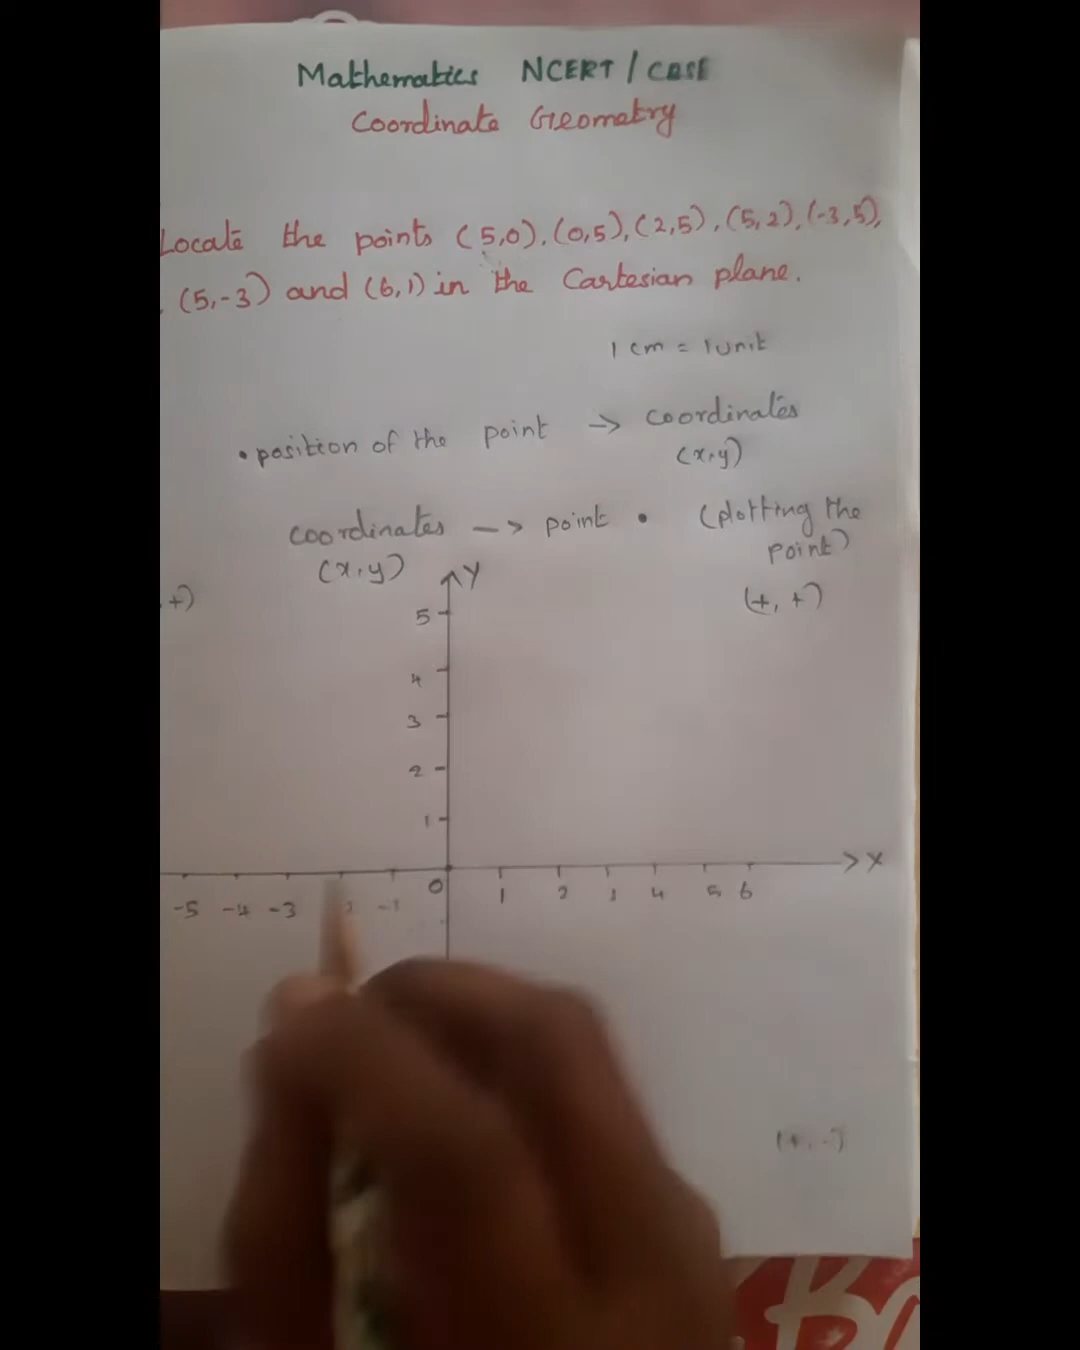 Mathematics NCERT / CBSE
Coordinate Geometry
Locate the points (5,0), (0,5), (2,5), (5,2), (-3,5),
(5,-3) and (6,1) in the Cartesian plane.
1 cm = 1 unit
• position of the point -> coordinates
(x,y)
coordinates --> point • (plotting the
point)
(x,y)
Y
+)
(+, +)
5
4
3
2
1
> X
0
1 2 3 4 5 6
-5 -4 -3 2 -1
(+, -)